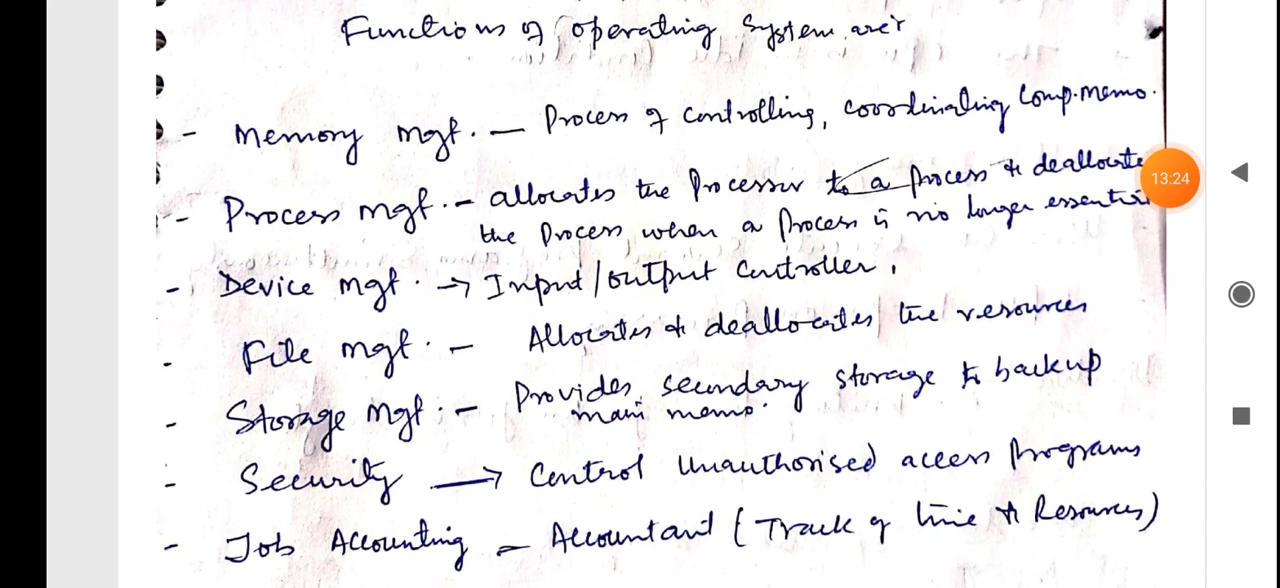 Functions of operating System are:
- Memory mgt. — Process of controlling, coordinating Comp. memo.
- Process mgt. - allocates the Processor to a process & deallocate
the Process, when a Process is no longer essenti
- Device mgt. → Input/output Controller.
- File mgt. - Allocates & deallocates the resources
- Storage Mgt. - Provides secondary storage to backup
main memo.
- Security → Control Unauthorised access Programs
- Job Accounting - Accountant (Track of time & Resources)
13:24